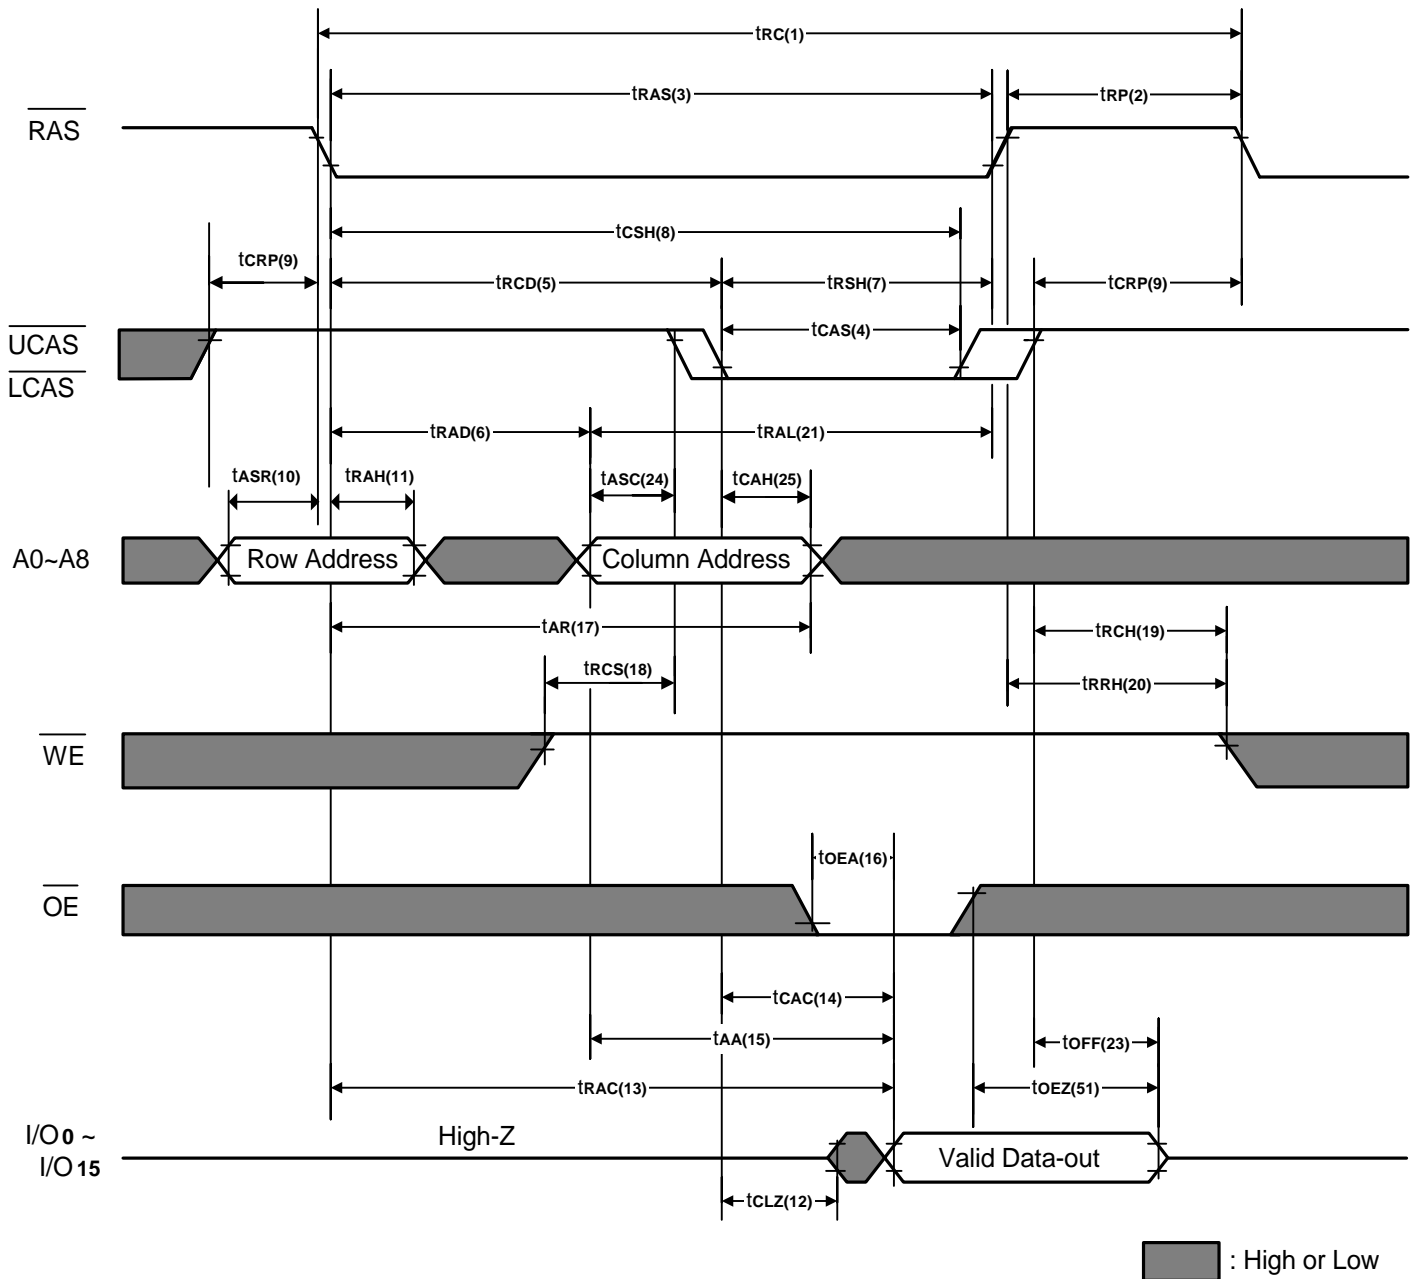 tRC(1)
tRAS(3)
tRP(2)
RAS
tCSH(8)
tCRP(9)
tRCD(5)
tRSH(7)
tCRP(9)
UCAS
LCAS
tCAS(4)
tRAD(6)
tRAL(21)
tASR(10)
tRAH(11)
tASC(24)
tCAH(25)
A0~A8
Row Address
Column Address
tAR(17)
tRCH(19)
tRCS(18)
tRRH(20)
WE
tOEA(16)
OE
tCAC(14)
tAA(15)
tOFF(23)
tRAC(13)
tOEZ(51)
I/O0 ~
I/O15
High-Z
Valid Data-out
tCLZ(12)
: High or Low